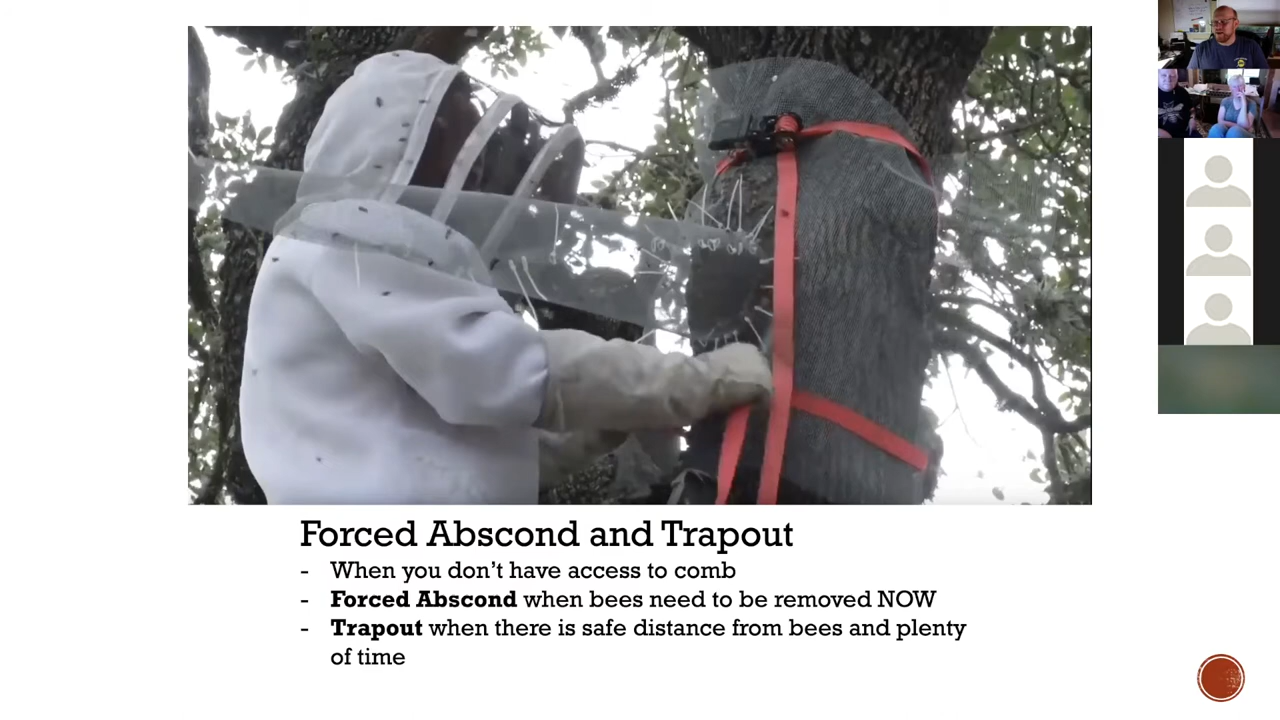 Forced Abscond and Trapout
- When you don't have access to comb
- Forced Abscond when bees need to be removed NOW
- Trapout when there is safe distance from bees and plenty
of time